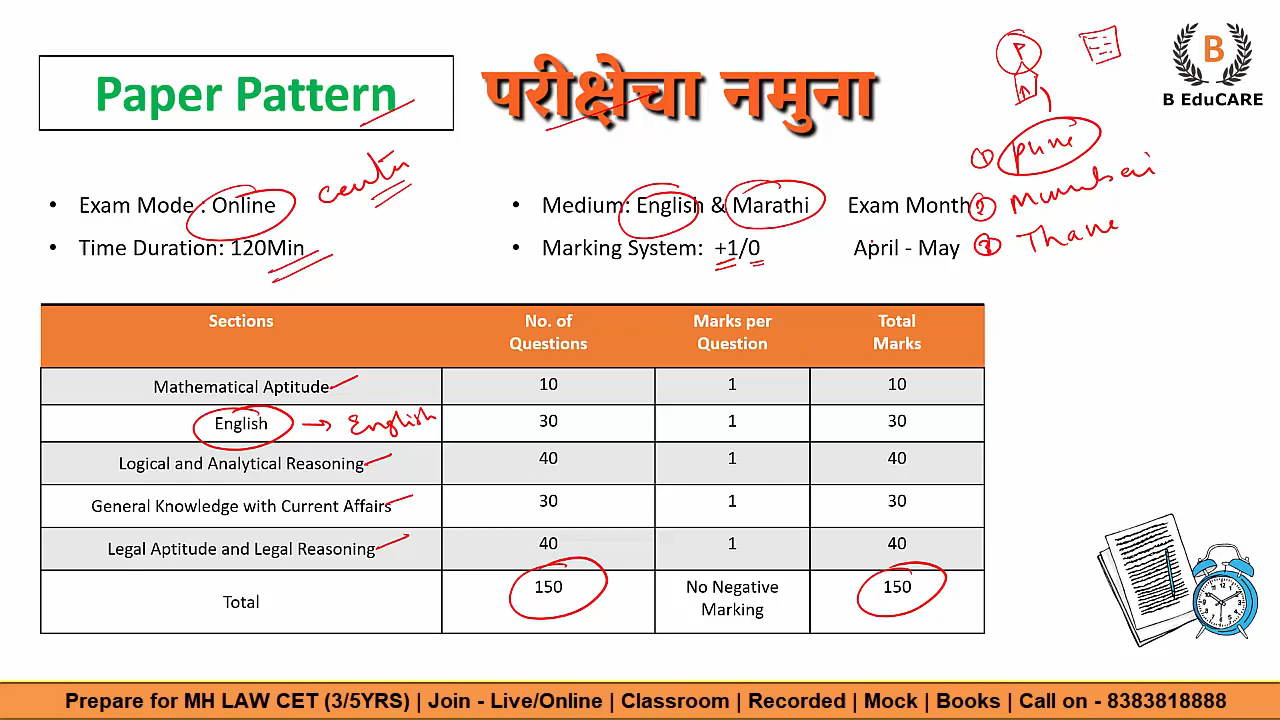 Paper Pattern
परीक्षेचा नमुना
P
B
B EduCARE
• Exam Mode : Online
• Time Duration: 120Min
• Medium: English & Marathi
• Marking System: +1/0
Exam Month
April - May
① Pune
② Mumbai
③ Thane
Sections No. of Questions Marks per Question Total Marks
Mathematical Aptitude 10 1 10
English → English 30 1 30
Logical and Analytical Reasoning 40 1 40
General Knowledge with Current Affairs 30 1 30
Legal Aptitude and Legal Reasoning 40 1 40
Total 150 No Negative Marking 150
Prepare for MH LAW CET (3/5YRS) | Join - Live/Online | Classroom | Recorded | Mock | Books | Call on - 8383818888